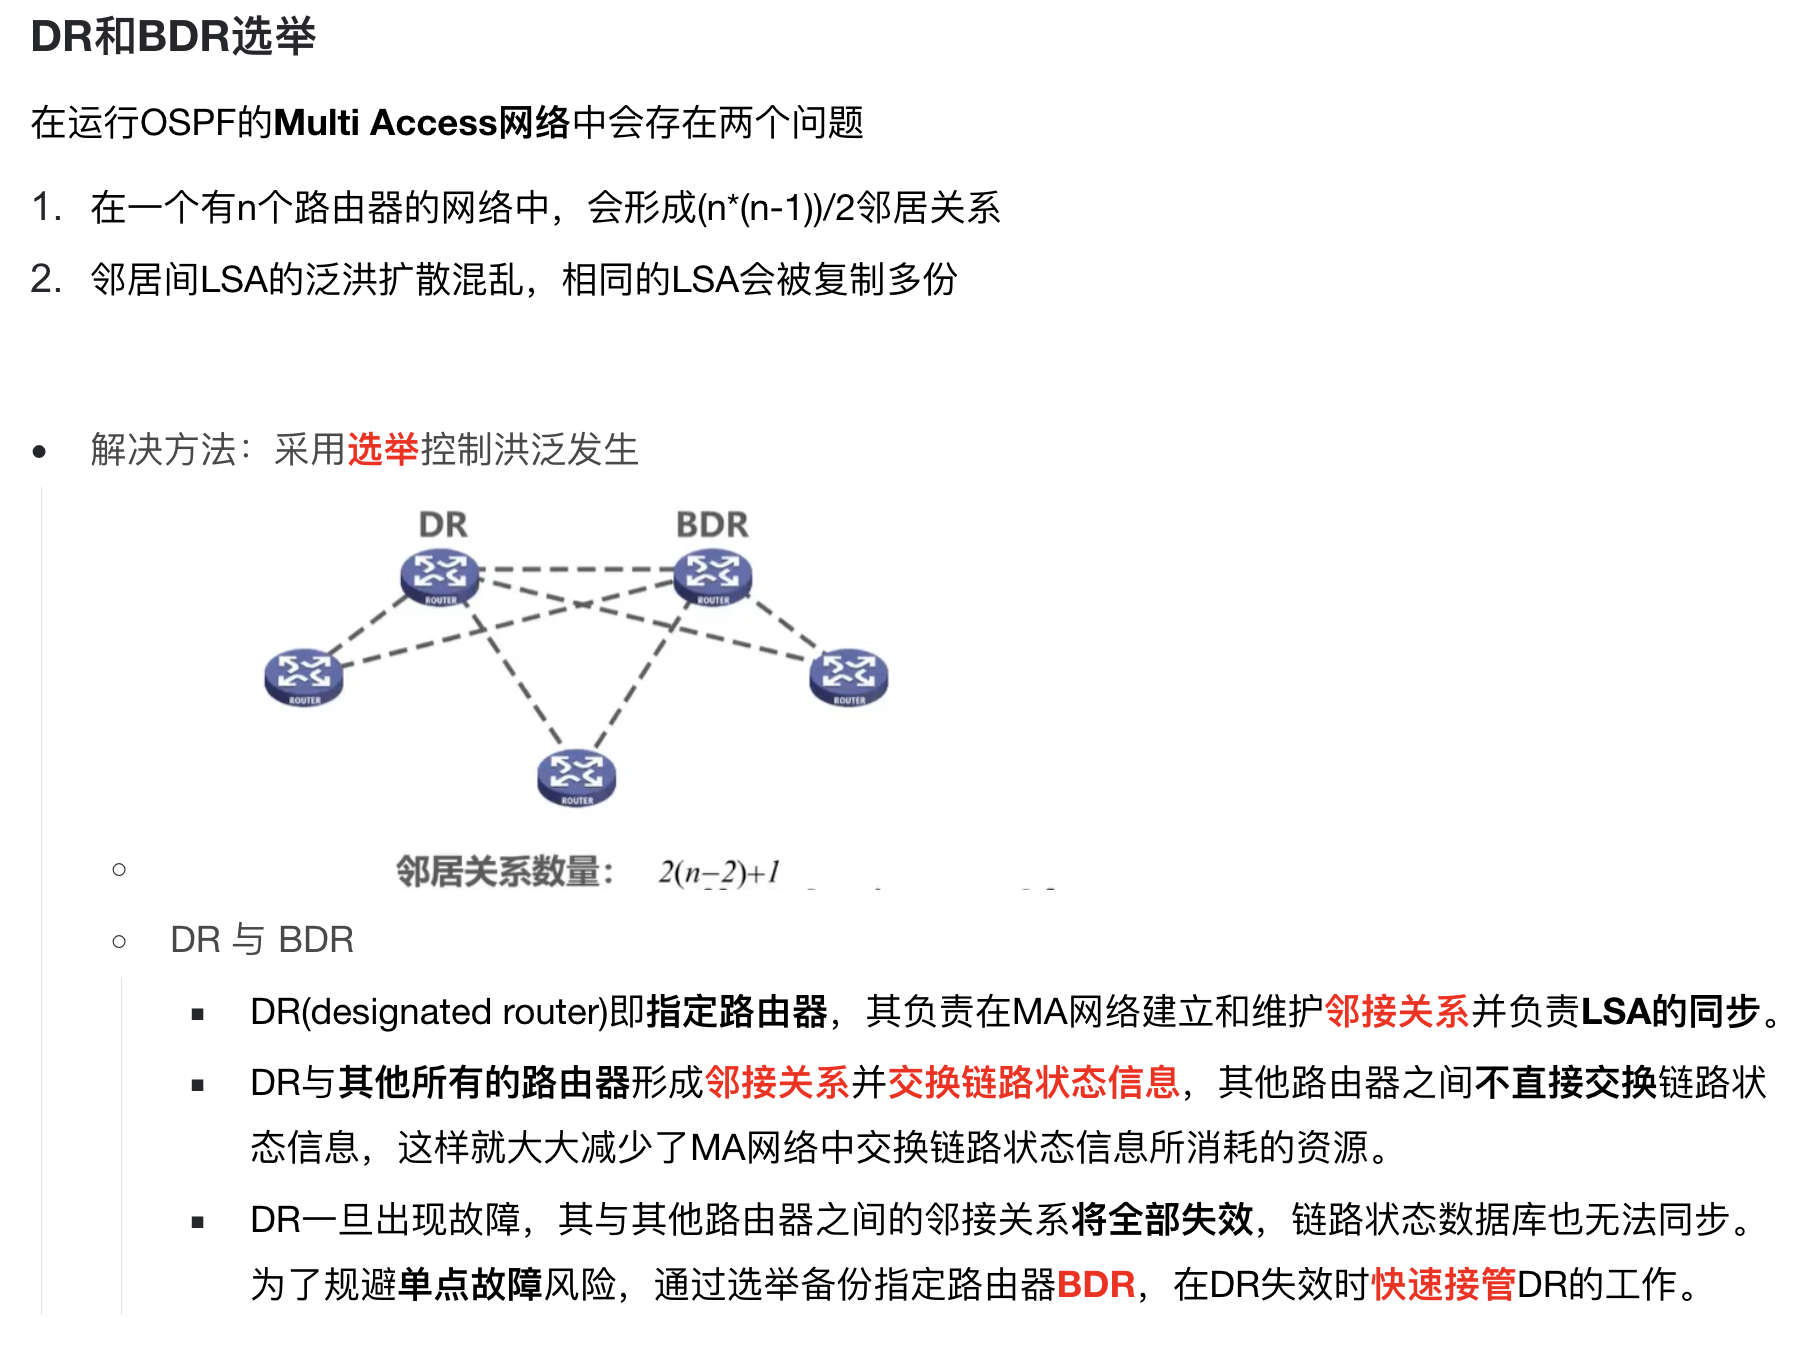 DR和BDR选举
在运行OSPF的Multi Access网络中会存在两个问题
1. 在一个有n个路由器的网络中，会形成(n*(n-1))/2邻居关系
2. 邻居间LSA的泛洪扩散混乱，相同的LSA会被复制多份
• 解决方法：采用选举控制洪泛发生
DR BDR
ROUTER ROUTER
ROUTER ROUTER
ROUTER
○ 邻居关系数量： 2(n−2)+1
○ DR 与 BDR
▪ DR(designated router)即指定路由器，其负责在MA网络建立和维护邻接关系并负责LSA的同步。
▪ DR与其他所有的路由器形成邻接关系并交换链路状态信息，其他路由器之间不直接交换链路状
态信息，这样就大大减少了MA网络中交换链路状态信息所消耗的资源。
▪ DR一旦出现故障，其与其他路由器之间的邻接关系将全部失效，链路状态数据库也无法同步。
为了规避单点故障风险，通过选举备份指定路由器BDR，在DR失效时快速接管DR的工作。